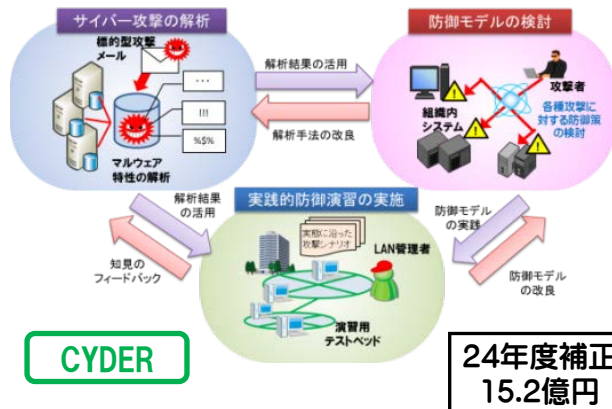 サイバー攻撃の解析
標的型攻撃
メール
・・・
!!!
%$%
マルウェア
特性の解析
解析結果の活用
解析手法の改良
防御モデルの検討
攻撃者
組織内
システム
各種攻撃に
対する防御策
の検討
解析結果
の活用
知見の
フィードバック
実践的防御演習の実施
実態に沿った
攻撃シナリオ
LAN管理者
演習用
テストベッド
防御モデル
の実践
防御モデル
の改良
CYDER
24年度補正
15.2億円